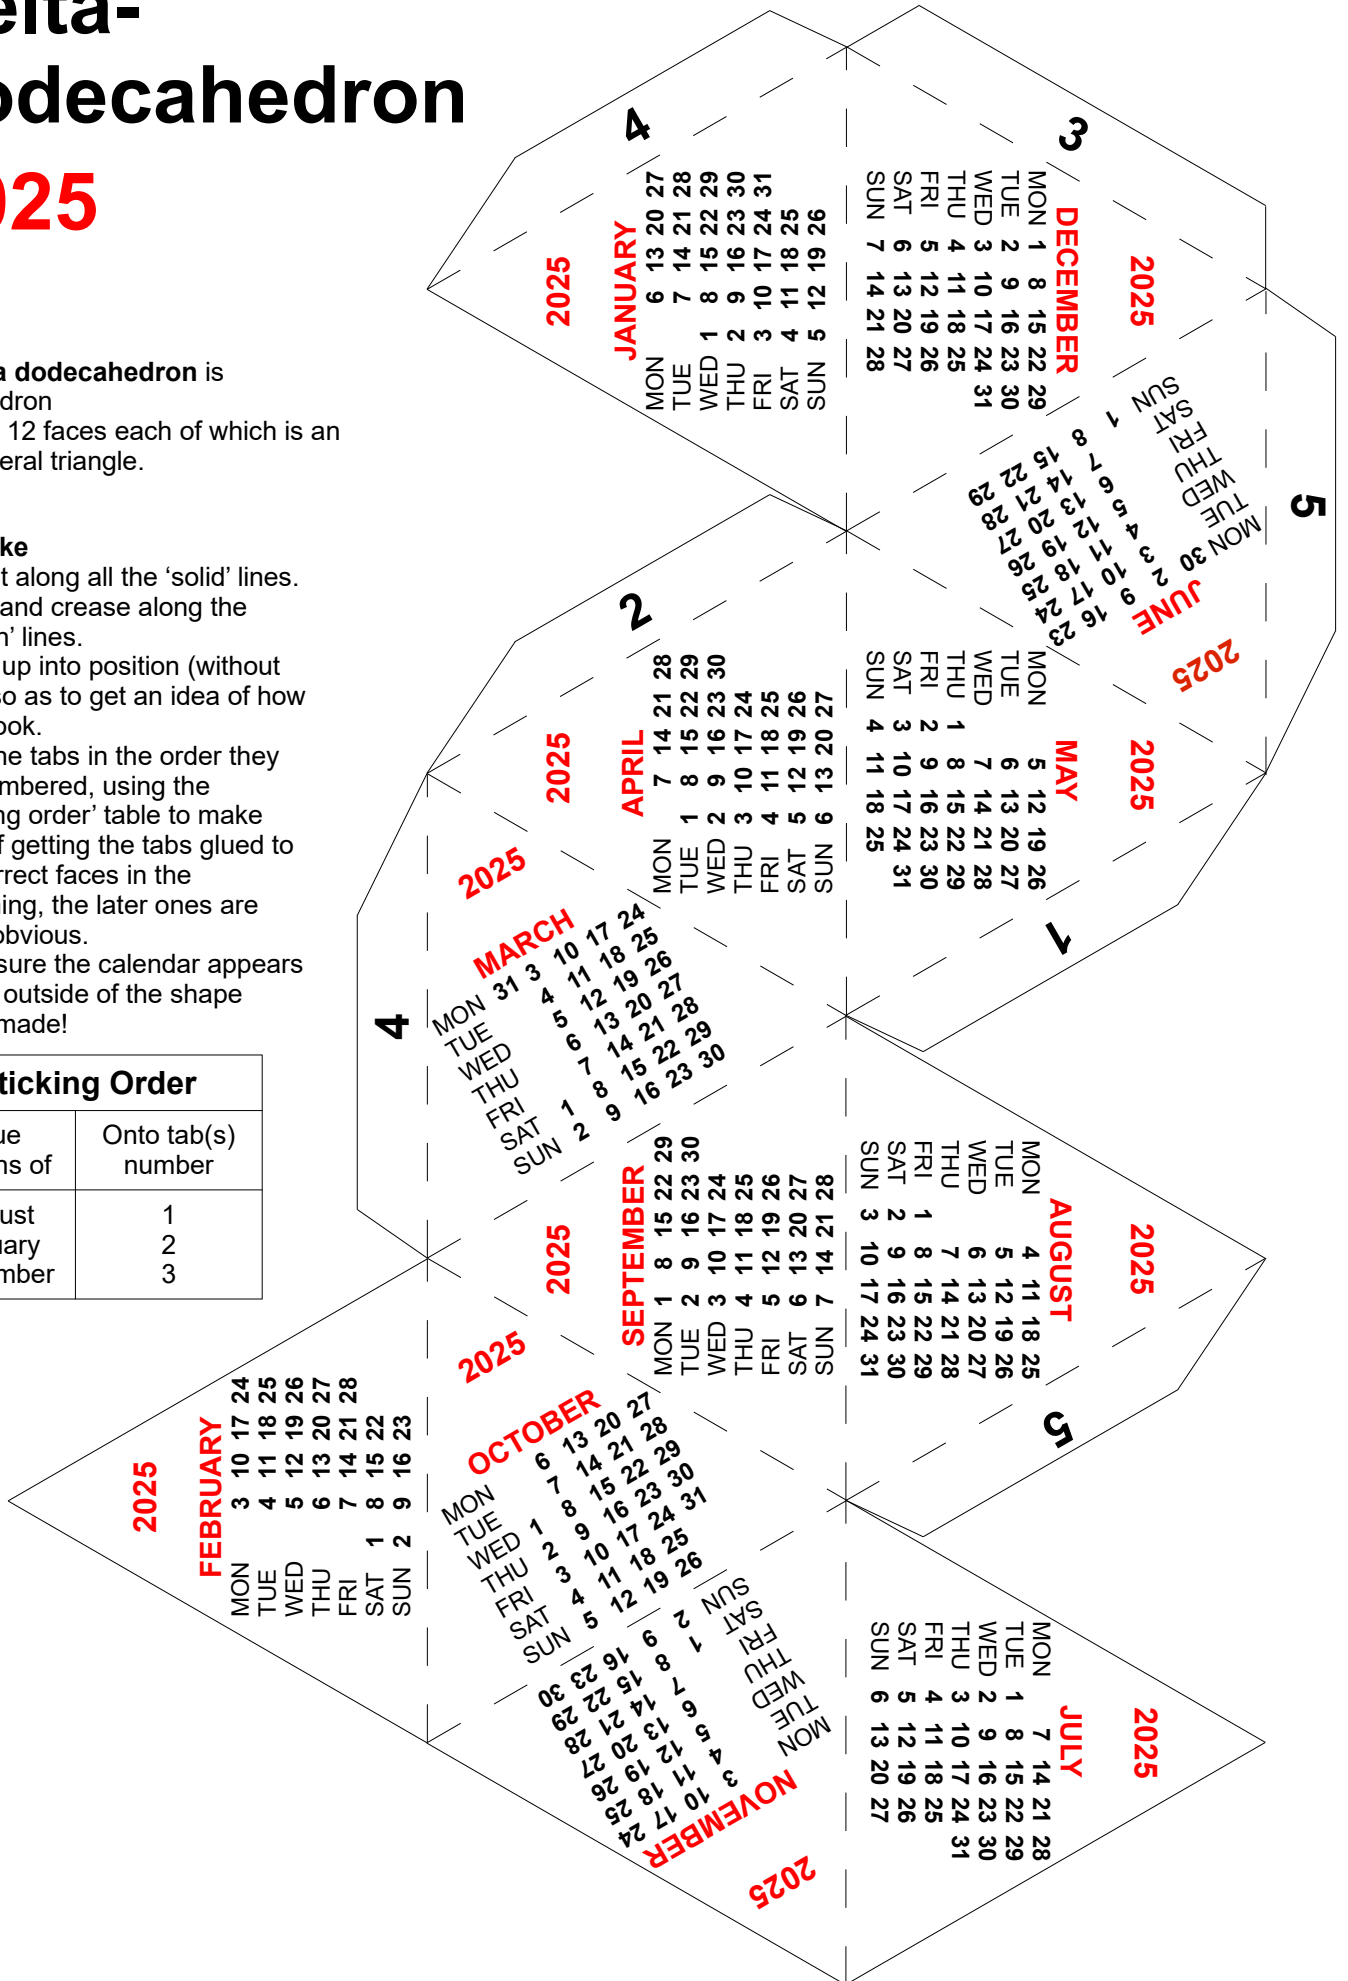 elta-
odecahedron
025
a dodecahedron is
dron
12 faces each of which is an
eral triangle.
ke
t along all the ‘solid’ lines.
and crease along the
n’ lines.
up into position (without
so as to get an idea of how
ook.
he tabs in the order they
mbered, using the
ng order’ table to make
f getting the tabs glued to
rrect faces in the
ning, the later ones are
obvious.
sure the calendar appears
outside of the shape
made!
ticking Order
ue Onto tab(s)
ns of number
ust 1
uary 2
mber 3
4
2025
JANUARY
MON 6 13 20 27
TUE 7 14 21 28
WED 1 8 15 22 29
THU 2 9 16 23 30
FRI 3 10 17 24 31
SAT 4 11 18 25
SUN 5 12 19 26
3
2025
DECEMBER
MON 1 8 15 22 29
TUE 2 9 16 23 30
WED 3 10 17 24 31
THU 4 11 18 25
FRI 5 12 19 26
SAT 6 13 20 27
SUN 7 14 21 28
5
2025
JUNE
MON 30 2 9 16 23
TUE 3 10 17 24
WED 4 11 18 25
THU 5 12 19 26
FRI 6 13 20 27
SAT 7 14 21 28
SUN 1 8 15 22 29
2
2025
APRIL
MON 7 14 21 28
TUE 1 8 15 22 29
WED 2 9 16 23 30
THU 3 10 17 24
FRI 4 11 18 25
SAT 5 12 19 26
SUN 6 13 20 27
2025
MAY
MON 5 12 19 26
TUE 6 13 20 27
WED 7 14 21 28
THU 1 8 15 22 29
FRI 2 9 16 23 30
SAT 3 10 17 24 31
SUN 4 11 18 25
1
4
2025
MARCH
MON 31 3 10 17 24
TUE 4 11 18 25
WED 5 12 19 26
THU 6 13 20 27
FRI 7 14 21 28
SAT 1 8 15 22 29
SUN 2 9 16 23 30
2025
SEPTEMBER
MON 1 8 15 22 29
TUE 2 9 16 23 30
WED 3 10 17 24
THU 4 11 18 25
FRI 5 12 19 26
SAT 6 13 20 27
SUN 7 14 21 28
2025
AUGUST
MON 4 11 18 25
TUE 5 12 19 26
WED 6 13 20 27
THU 7 14 21 28
FRI 1 8 15 22 29
SAT 2 9 16 23 30
SUN 3 10 17 24 31
5
2025
FEBRUARY
MON 3 10 17 24
TUE 4 11 18 25
WED 5 12 19 26
THU 6 13 20 27
FRI 7 14 21 28
SAT 1 8 15 22
SUN 2 9 16 23
2025
OCTOBER
MON 6 13 20 27
TUE 7 14 21 28
WED 1 8 15 22 29
THU 2 9 16 23 30
FRI 3 10 17 24 31
SAT 4 11 18 25
SUN 5 12 19 26
2025
NOVEMBER
MON 3 10 17 24
TUE 4 11 18 25
WED 5 12 19 26
THU 6 13 20 27
FRI 7 14 21 28
SAT 1 8 15 22 29
SUN 2 9 16 23 30
2025
JULY
MON 7 14 21 28
TUE 1 8 15 22 29
WED 2 9 16 23 30
THU 3 10 17 24 31
FRI 4 11 18 25
SAT 5 12 19 26
SUN 6 13 20 27